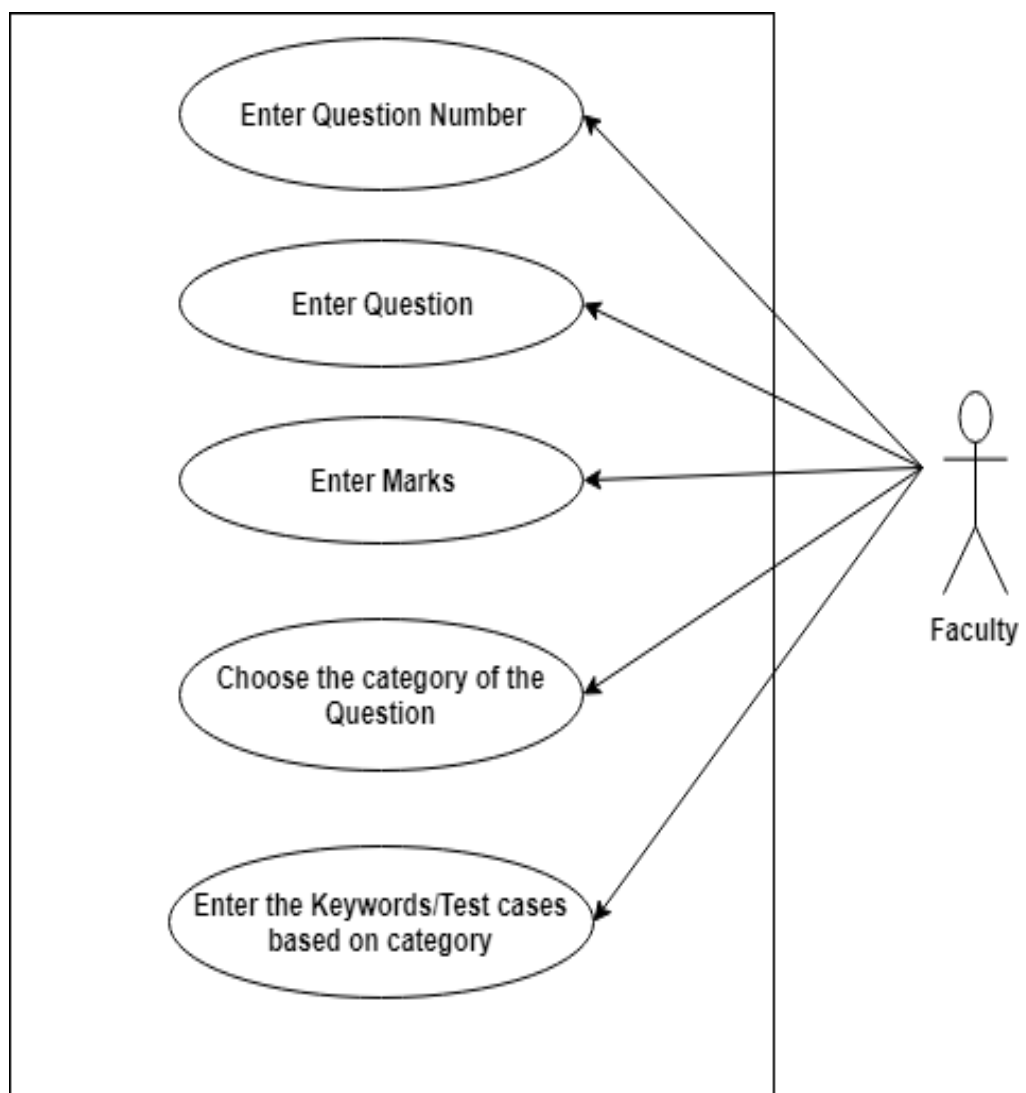 Enter Question Number
Enter Question
Enter Marks
Choose the category of the
Question
Enter the Keywords/Test cases
based on category
Faculty